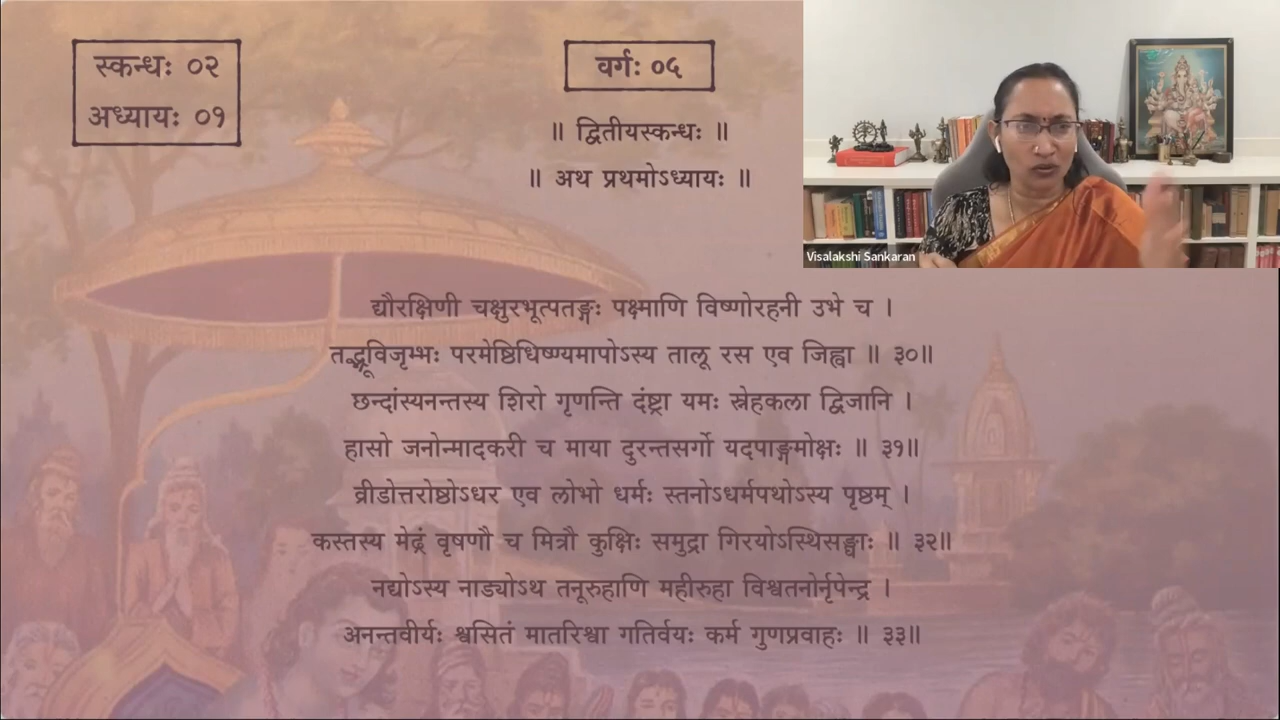 स्कन्धः ०२
अध्यायः ०१
वर्गः ०५
॥ द्वितीयस्कन्धः ॥
॥ अथ प्रथमोऽध्यायः ॥
Visalakshi Sankaran
द्यौरक्षिणी चक्षुरभूत्पतङ्गः पक्ष्माणि विष्णोरहनी उभे च ।
तद्भ्रूविजृम्भः परमेष्ठिधिष्ण्यमापोऽस्य तालू रस एव जिह्वा ॥ ३०॥
छन्दांस्यनन्तस्य शिरो गृणन्ति दंष्ट्रा यमः स्नेहकला द्विजानि ।
हासो जनोन्मादकरी च माया दुरन्तसर्गो यदपाङ्गमोक्षः ॥ ३१॥
व्रीडोत्तरोष्ठोऽधर एव लोभो धर्मः स्तनोऽधर्मपथोऽस्य पृष्ठम् ।
कस्तस्य मेढ्रं वृषणौ च मित्रौ कुक्षिः समुद्रा गिरयोऽस्थिसङ्घाः ॥ ३२॥
नद्योऽस्य नाड्योऽथ तनूरुहाणि महीरुहा विश्वतनोर्नृपेन्द्र ।
अनन्तवीर्यः श्वसितं मातरिश्वा गतिर्वयः कर्म गुणप्रवाहः ॥ ३३॥